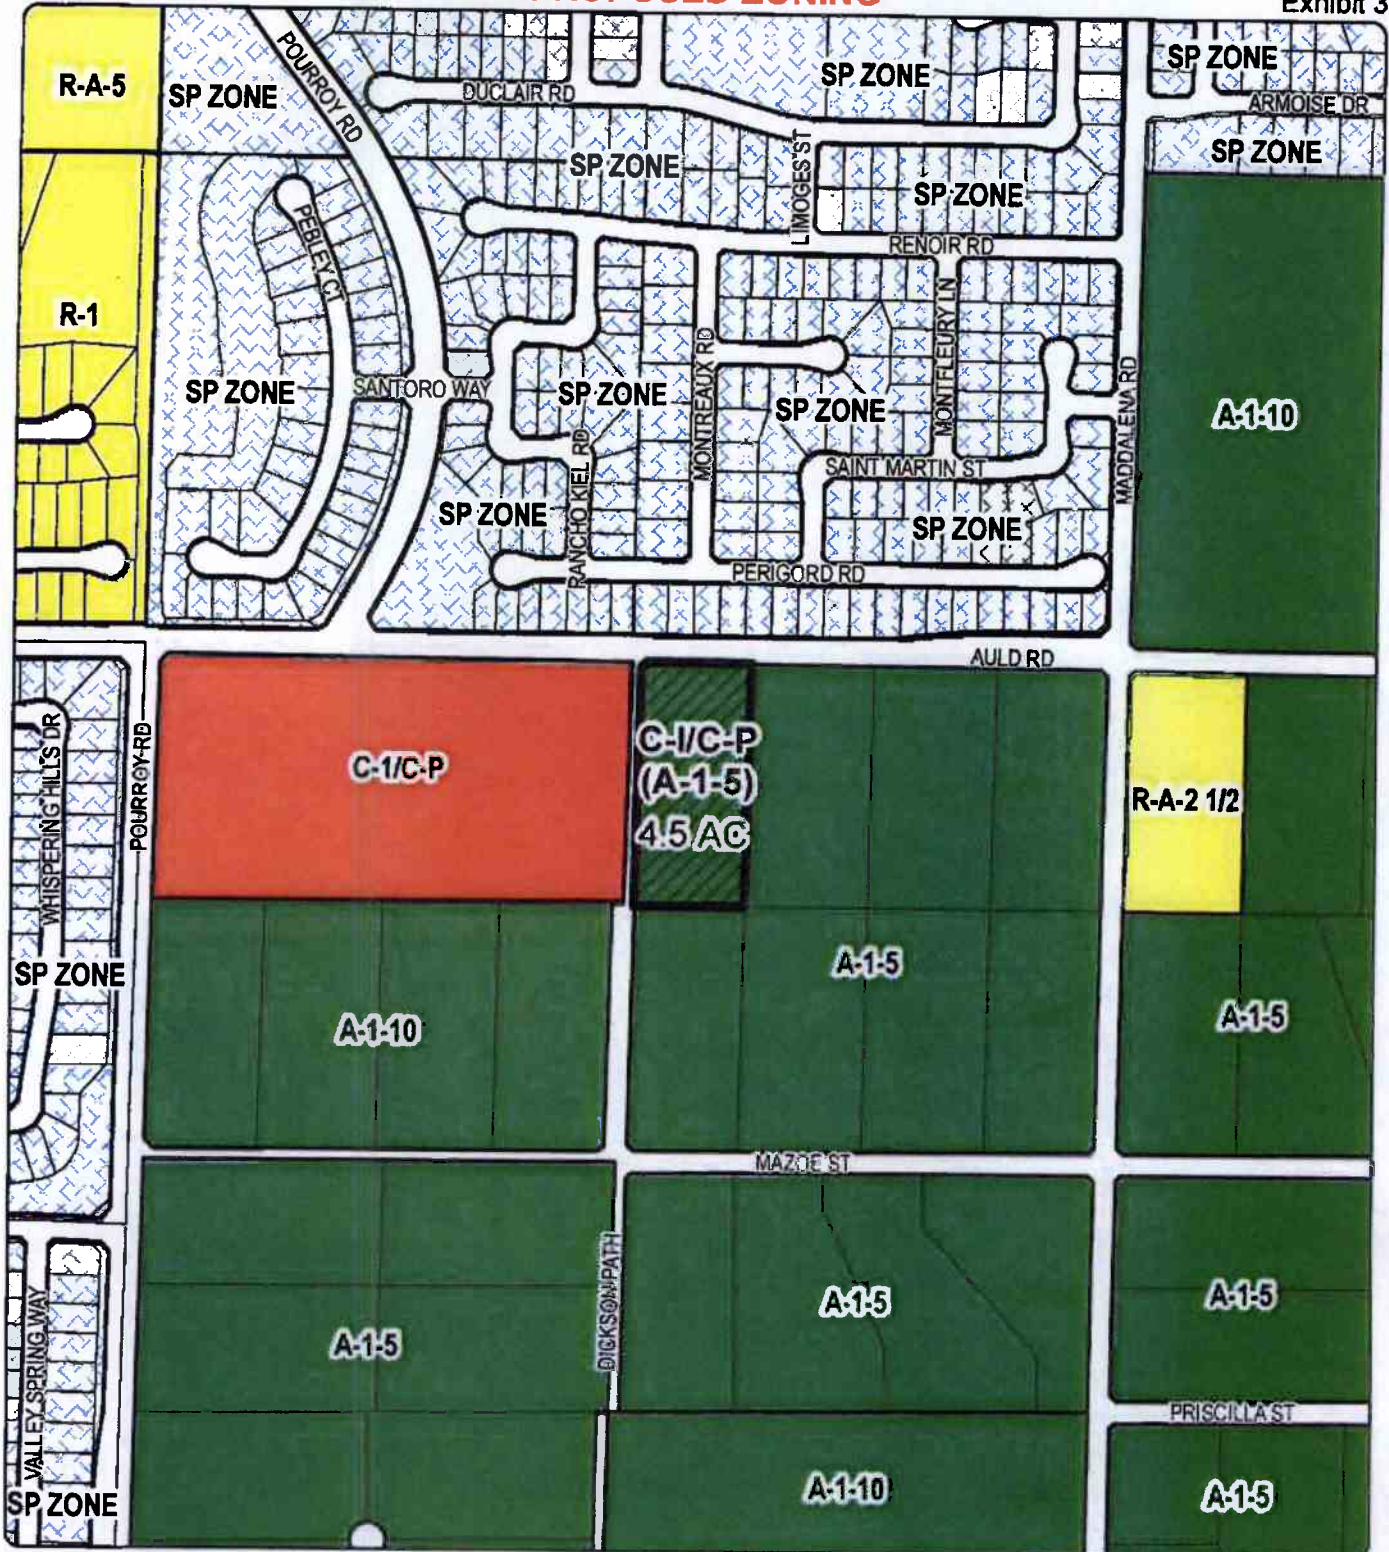 PROPOSED ZONING
Exhibit 3
R-A-5
SP ZONE
POURROY RD
DUCLAIR RD
SP ZONE
SP ZONE
ARMOISE DR
SP ZONE
SP ZONE
LIMOGES ST
SP ZONE
RENOIR RD
PEBLEY CT
R-1
SP ZONE
SANTORO WAY
SP ZONE
MONTREAUX RD
SP ZONE
MONTFLEURY LN
MADDALENA RD
A-1-10
SAINT MARTIN ST
SP ZONE
RANCHO KIEL RD
SP ZONE
PERIGORD RD
AULD RD
WHISPERING HILLS DR
POURROY RD
C-1/C-P
C-I/C-P
(A-1-5)
4.5 AC
R-A-2 1/2
SP ZONE
A-1-10
A-1-5
A-1-5
MAZOE ST
VALLEY SPRING WAY
A-1-5
DICKSON PATH
A-1-5
A-1-5
PRISCILLA ST
SP ZONE
A-1-10
A-1-5